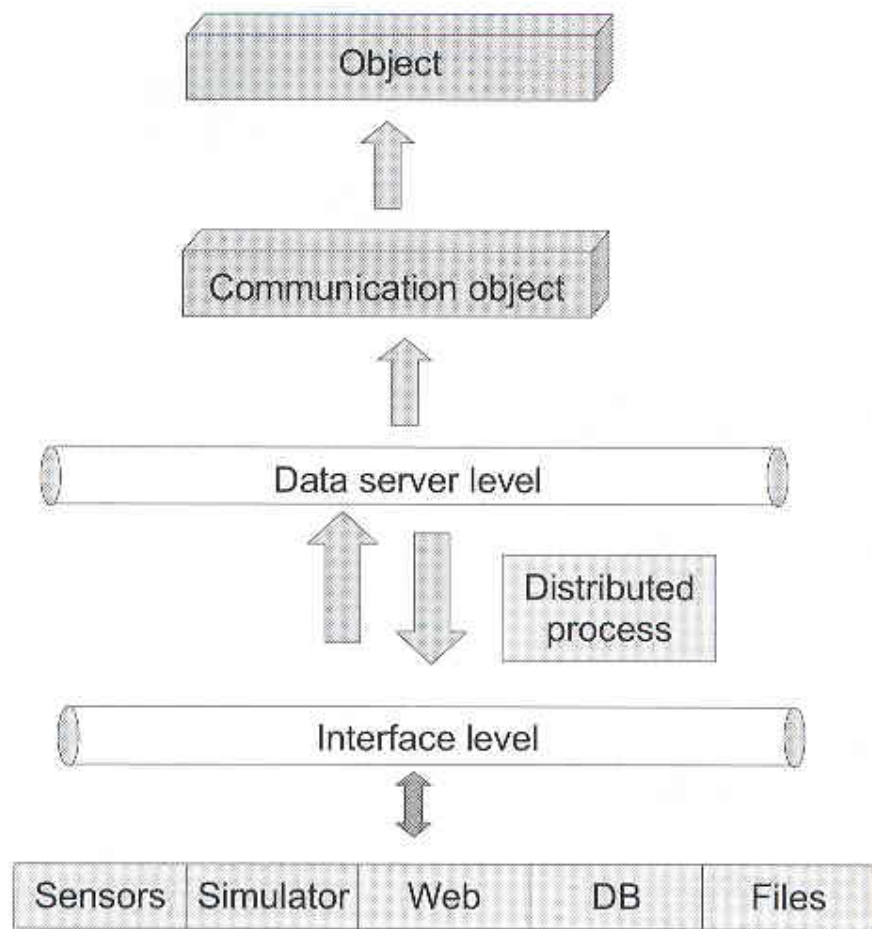 Object
Communication object
Data server level
Distributed
process
Interface level
Sensors
Simulator
Web
DB
Files